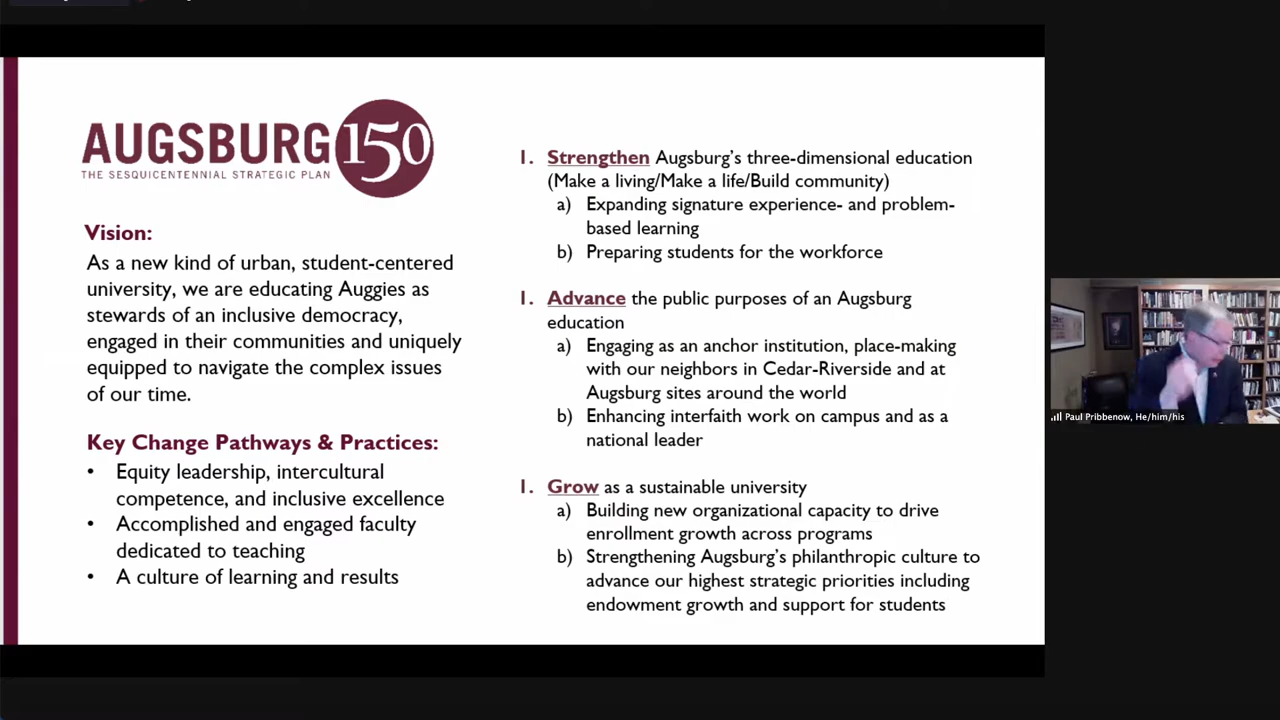 AUGSBURG 150
THE SESQUICENTENNIAL STRATEGIC PLAN
Vision:
As a new kind of urban, student-centered
university, we are educating Auggies as
stewards of an inclusive democracy,
engaged in their communities and uniquely
equipped to navigate the complex issues
of our time.
Key Change Pathways & Practices:
• Equity leadership, intercultural
competence, and inclusive excellence
• Accomplished and engaged faculty
dedicated to teaching
• A culture of learning and results
1. Strengthen Augsburg's three-dimensional education
(Make a living/Make a life/Build community)
a) Expanding signature experience- and problem-
based learning
b) Preparing students for the workforce
1. Advance the public purposes of an Augsburg
education
a) Engaging as an anchor institution, place-making
with our neighbors in Cedar-Riverside and at
Augsburg sites around the world
b) Enhancing interfaith work on campus and as a
national leader
1. Grow as a sustainable university
a) Building new organizational capacity to drive
enrollment growth across programs
b) Strengthening Augsburg's philanthropic culture to
advance our highest strategic priorities including
endowment growth and support for students
Paul Pribbenow, He/him/his